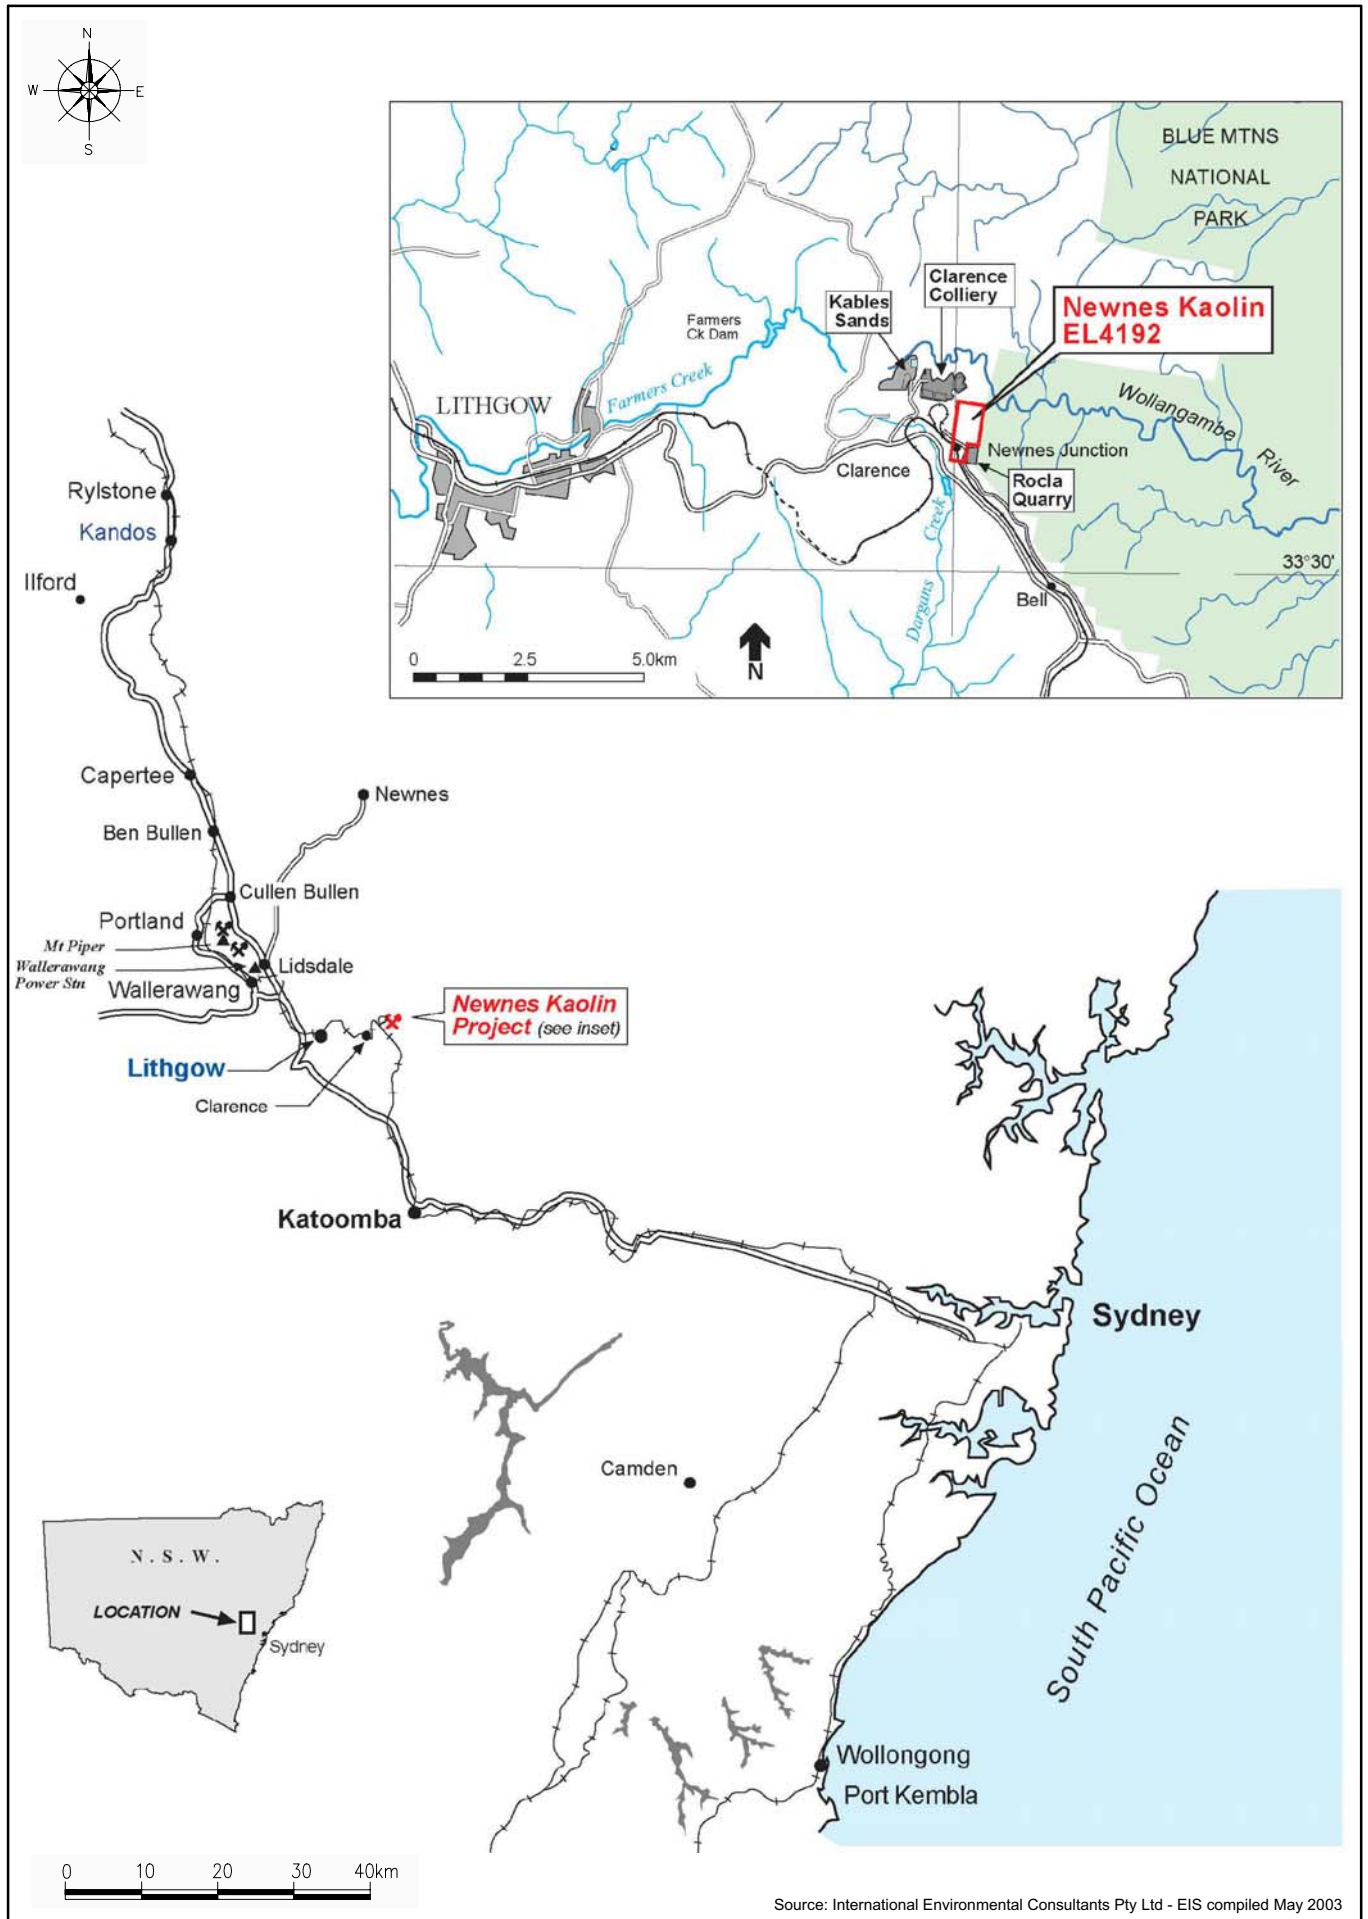 N
W
E
S
BLUE MTNS
NATIONAL
PARK
Clarence
Colliery
Kables
Sands
Newnes Kaolin
EL4192
Farmers
Ck Dam
Farmers Creek
LITHGOW
Wollangambe
River
Newnes Junction
Clarence
Rocla
Quarry
Dargans
Creek
33°30'
Bell
0 2.5 5.0km
N
Rylstone
Kandos
Ilford
Capertee
Newnes
Ben Bullen
Cullen Bullen
Portland
Mt Piper
Wallerawang
Power Stn
Lidsdale
Wallerawang
Newnes Kaolin
Project (see inset)
Lithgow
Clarence
Katoomba
Sydney
Camden
South Pacific Ocean
N.S.W.
LOCATION
Sydney
Wollongong
Port Kembla
0 10 20 30 40km
Source: International Environmental Consultants Pty Ltd - EIS compiled May 2003